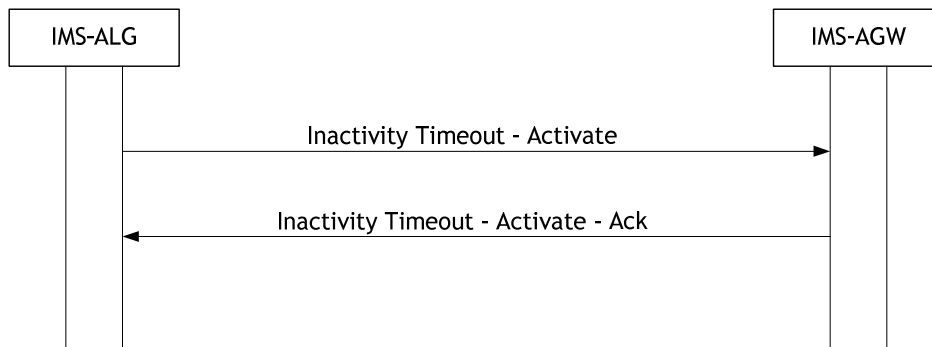 IMS-ALG
IMS-AGW
Inactivity Timeout - Activate
Inactivity Timeout - Activate - Ack